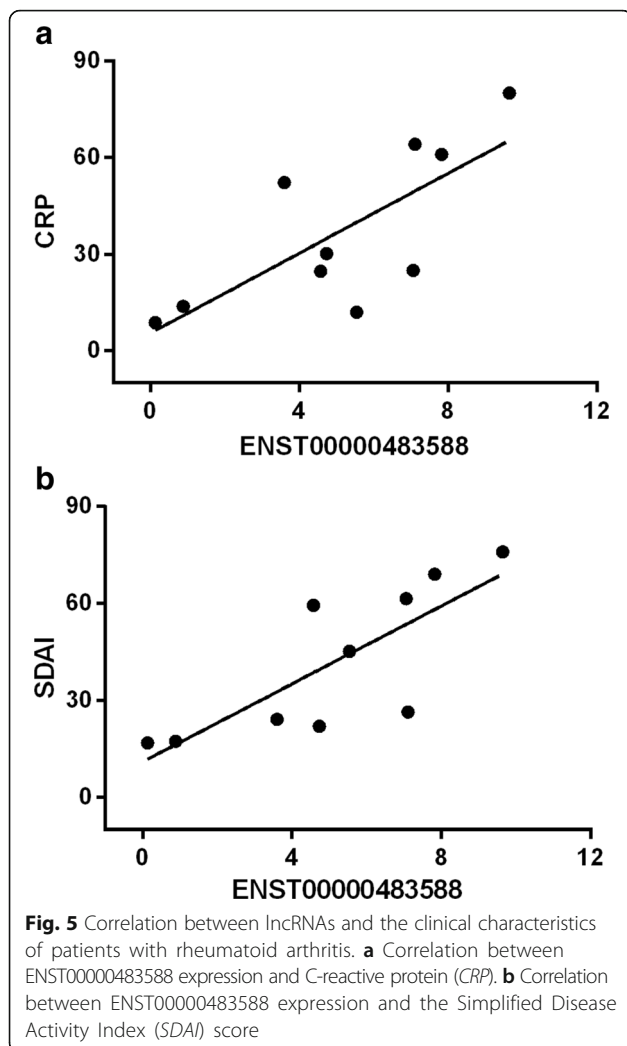 a
90
60
30
0
CRP
0 4 8 12
ENST00000483588
b
90
60
30
0
SDAI
0 4 8 12
ENST00000483588
Fig. 5 Correlation between lncRNAs and the clinical characteristics
of patients with rheumatoid arthritis. a Correlation between
ENST00000483588 expression and C-reactive protein (CRP). b Correlation
between ENST00000483588 expression and the Simplified Disease
Activity Index (SDAI) score